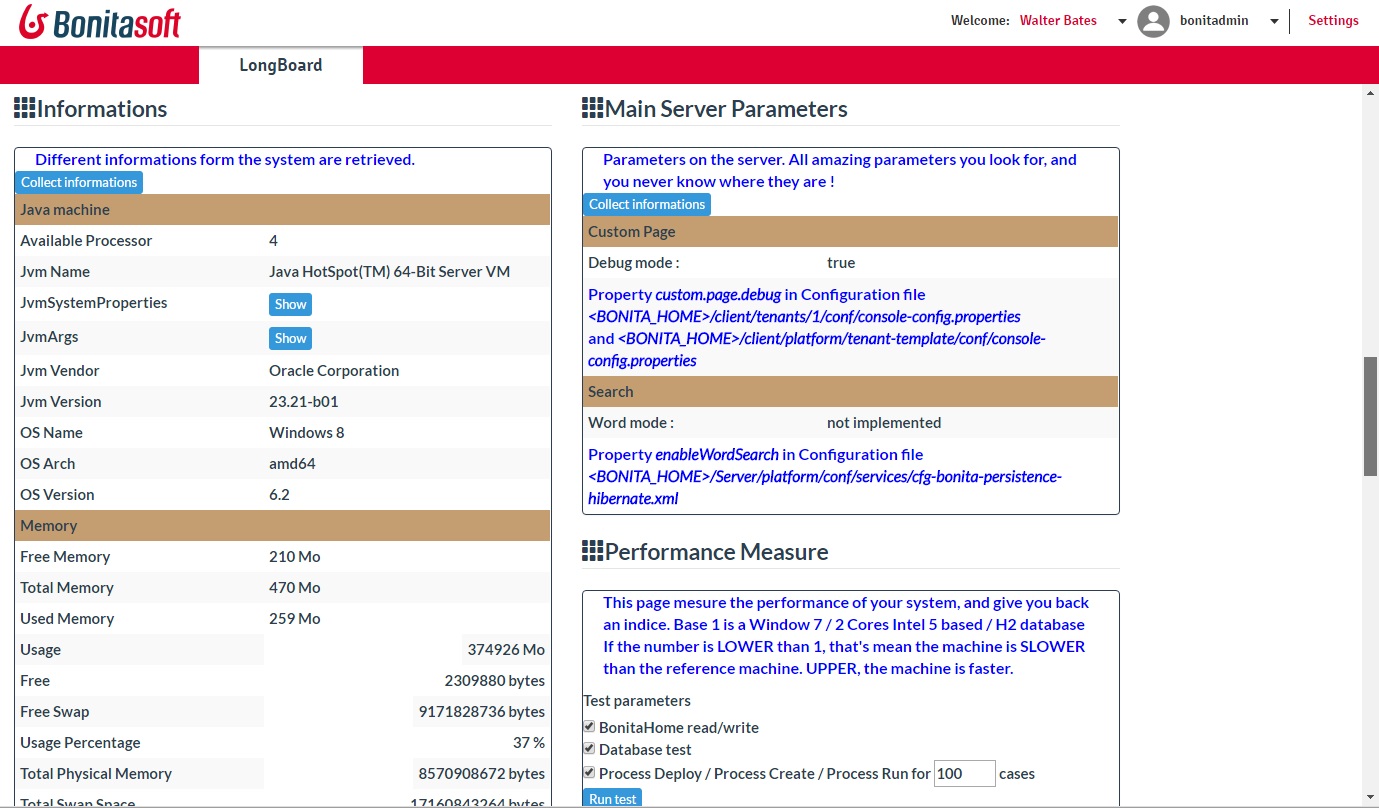 Bonitasoft
Welcome: Walter Bates bonitadmin Settings
LongBoard
Informations
Different informations form the system are retrieved.
Collect informations
Java machine
Available Processor 4
Jvm Name Java HotSpot(TM) 64-Bit Server VM
JvmSystemProperties Show
JvmArgs Show
Jvm Vendor Oracle Corporation
Jvm Version 23.21-b01
OS Name Windows 8
OS Arch amd64
OS Version 6.2
Memory
Free Memory 210 Mo
Total Memory 470 Mo
Used Memory 259 Mo
Usage 374926 Mo
Free 2309880 bytes
Free Swap 9171828736 bytes
Usage Percentage 37 %
Total Physical Memory 8570908672 bytes
Total Swap Space 17160843264 bytes
Main Server Parameters
Parameters on the server. All amazing parameters you look for, and
you never know where they are !
Collect informations
Custom Page
Debug mode : true
Property custom.page.debug in Configuration file
<BONITA_HOME>/client/tenants/1/conf/console-config.properties
and <BONITA_HOME>/client/platform/tenant-template/conf/console-
config.properties
Search
Word mode : not implemented
Property enableWordSearch in Configuration file
<BONITA_HOME>/Server/platform/conf/services/cfg-bonita-persistence-
hibernate.xml
Performance Measure
This page mesure the performance of your system, and give you back
an indice. Base 1 is a Window 7 / 2 Cores Intel 5 based / H2 database
If the number is LOWER than 1, that's mean the machine is SLOWER
than the reference machine. UPPER, the machine is faster.
Test parameters
BonitaHome read/write
Database test
Process Deploy / Process Create / Process Run for 100 cases
Run test